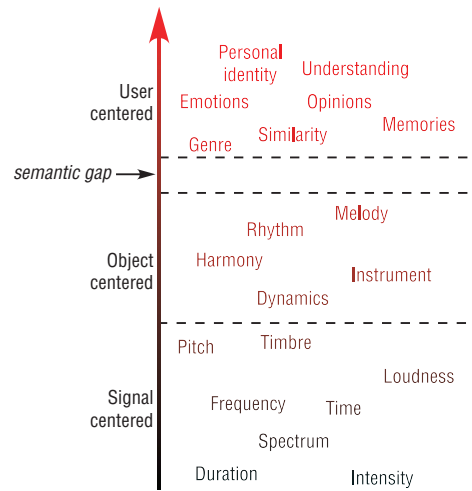 Personal
identity
Understanding
User
centered
Emotions
Opinions
Memories
Similarity
Genre
semantic gap
Melody
Rhythm
Harmony
Object
centered
Instrument
Dynamics
Pitch
Timbre
Loudness
Signal
centered
Frequency
Time
Spectrum
Duration
Intensity